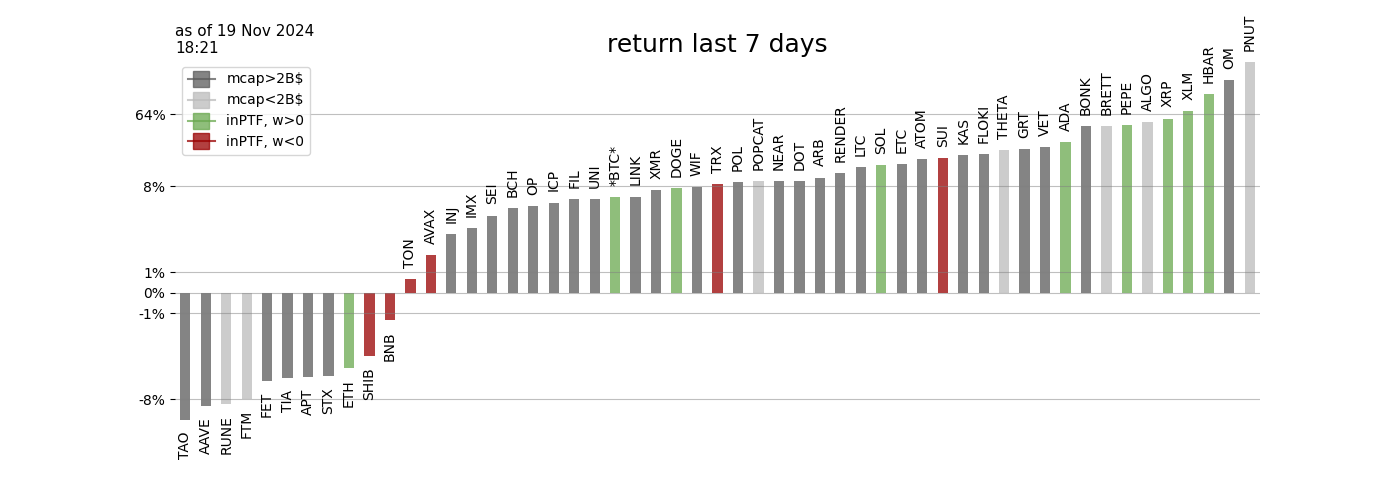 as of 19 Nov 2024
18:21
return last 7 days
mcap>2B$
mcap<2B$
inPTF, w>0
inPTF, w<0
64%
8%
1%
0%
-1%
-8%
TAO
AAVE
RUNE
FTM
FET
TIA
APT
STX
ETH
SHIB
BNB
TON
AVAX
INJ
IMX
SEI
BCH
OP
ICP
FIL
UNI
*BTC*
LINK
XMR
DOGE
WIF
TRX
POL
POPCAT
NEAR
DOT
ARB
RENDER
LTC
SOL
ETC
ATOM
SUI
KAS
FLOKI
THETA
GRT
VET
ADA
BONK
BRETT
PEPE
ALGO
XRP
XLM
HBAR
OM
PNUT